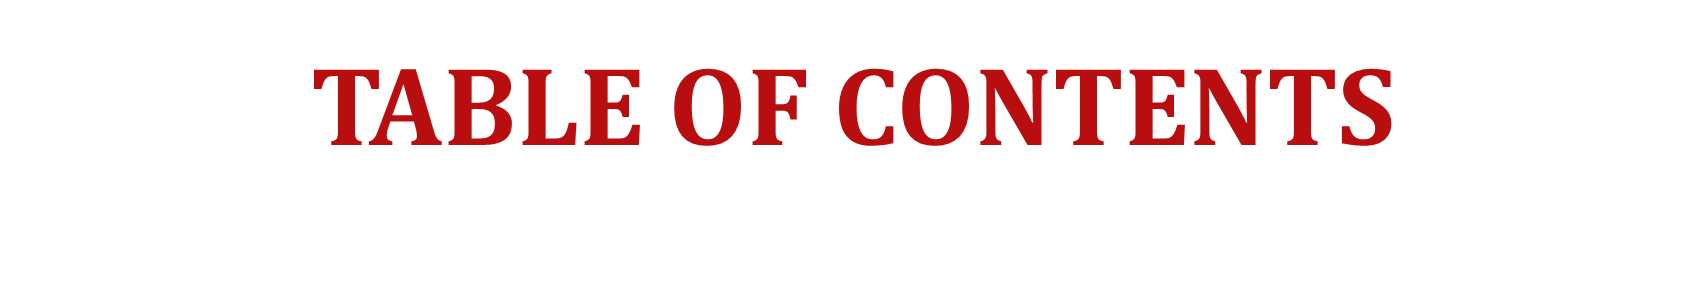 TABLE OF CONTENTS